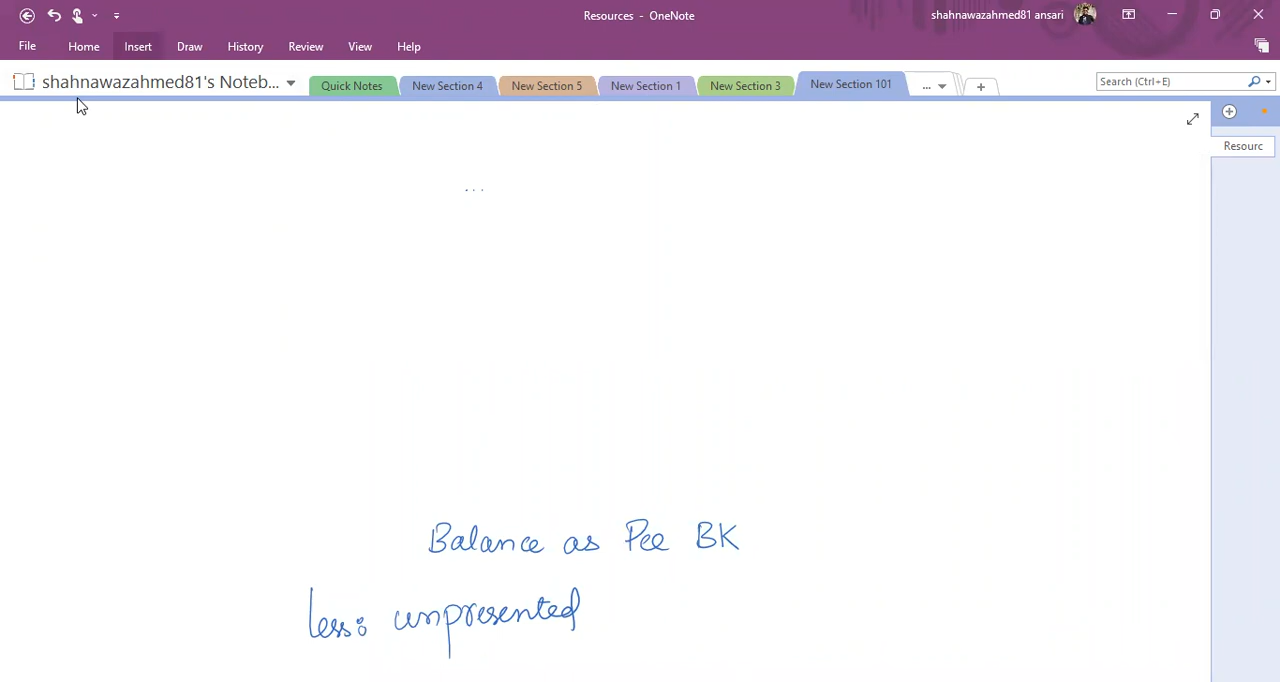 Resources - OneNote
shahnawazahmed81 ansari
File Home Insert Draw History Review View Help
shahnawazahmed81's Noteb...
Quick Notes New Section 4 New Section 5 New Section 1 New Section 3 New Section 101 ... +
Search (Ctrl+E)
Resourc
Balance as Pee BK
less: unpresented